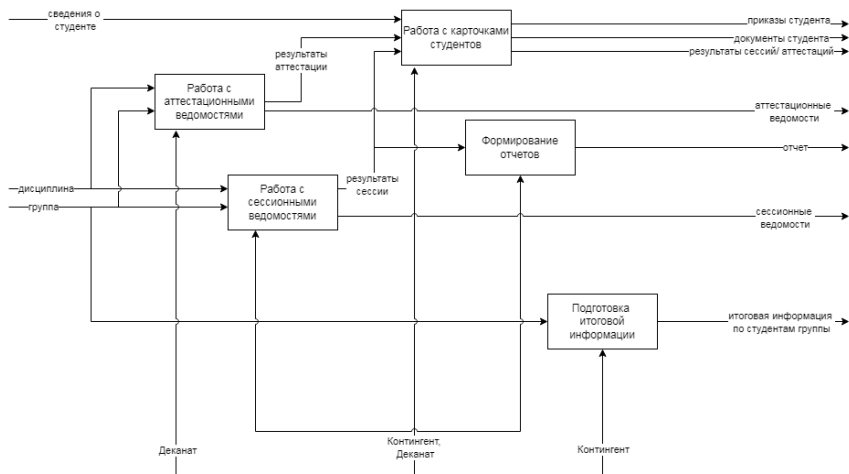 сведения о
студенте
Работа с карточками
студентов
приказы студента
документы студента
результаты сессий/ аттестаций
результаты
аттестации
Работа с
аттестационными
ведомостями
аттестационные
ведомости
Формирование
отчетов
отчет
дисциплина
группа
Работа с
сессионными
ведомостями
результаты
сессии
сессионные
ведомости
Подготовка
итоговой
информации
итоговая информация
по студентам группы
Деканат
Контингент,
Деканат
Контингент